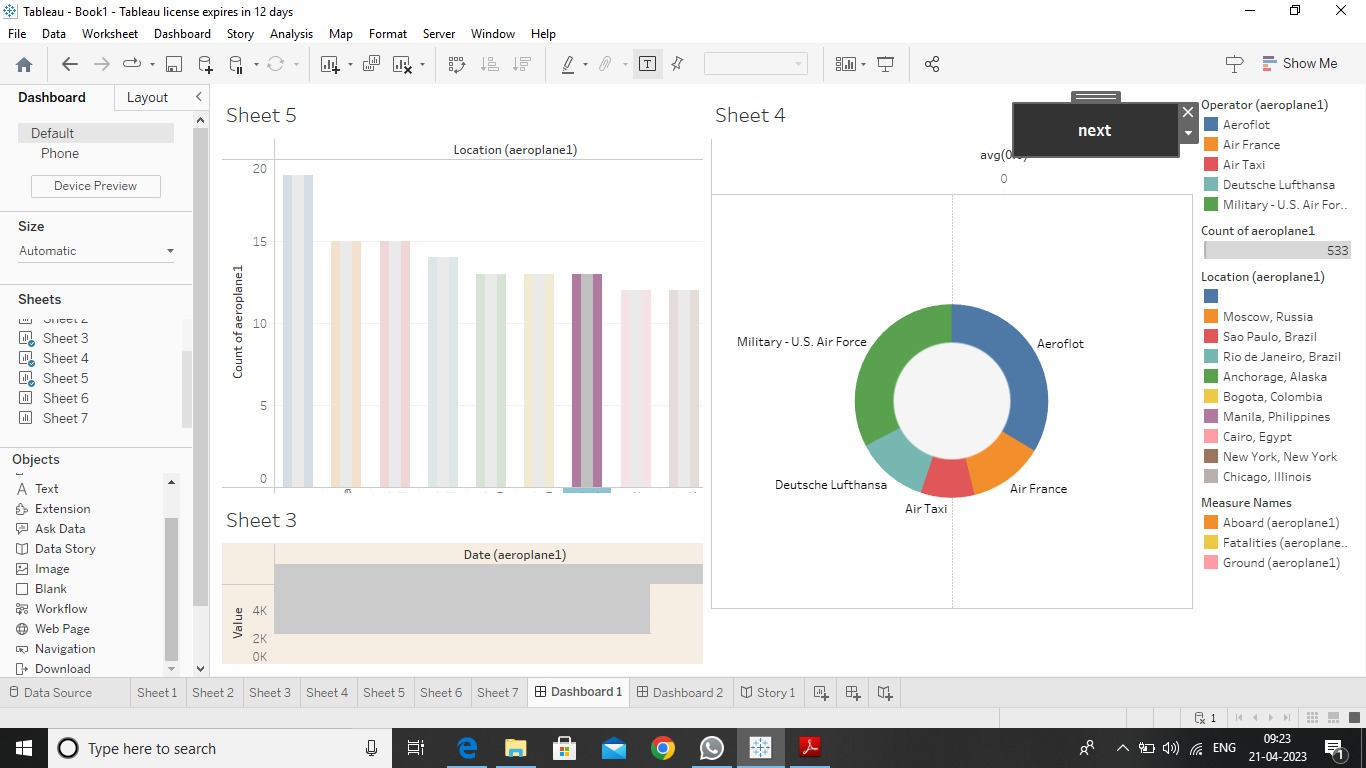 Tableau - Book1 - Tableau license expires in 12 days
File Data Worksheet Dashboard Story Analysis Map Format Server Window Help
Show Me
Dashboard Layout
Default
Phone
Device Preview
Size
Automatic
Sheets
Sheet 2
Sheet 3
Sheet 4
Sheet 5
Sheet 6
Sheet 7
Objects
Text
Extension
Ask Data
Data Story
Image
Blank
Workflow
Web Page
Navigation
Download
Sheet 5
Location (aeroplane1)
Count of aeroplane1
20
15
10
5
0
Sheet 3
Date (aeroplane1)
Value
4K
2K
0K
Sheet 4
next
0
Military - U.S. Air Force
Aeroflot
Deutsche Lufthansa
Air France
Air Taxi
Operator (aeroplane1)
Aeroflot
Air France
Air Taxi
Deutsche Lufthansa
Military - U.S. Air For..
Count of aeroplane1
533
Location (aeroplane1)
Moscow, Russia
Sao Paulo, Brazil
Rio de Janeiro, Brazil
Anchorage, Alaska
Bogota, Colombia
Manila, Philippines
Cairo, Egypt
New York, New York
Chicago, Illinois
Measure Names
Aboard (aeroplane1)
Fatalities (aeroplane..
Ground (aeroplane1)
Data Source Sheet 1 Sheet 2 Sheet 3 Sheet 4 Sheet 5 Sheet 6 Sheet 7 Dashboard 1 Dashboard 2 Story 1
1
Type here to search
ENG
09:23
21-04-2023
1